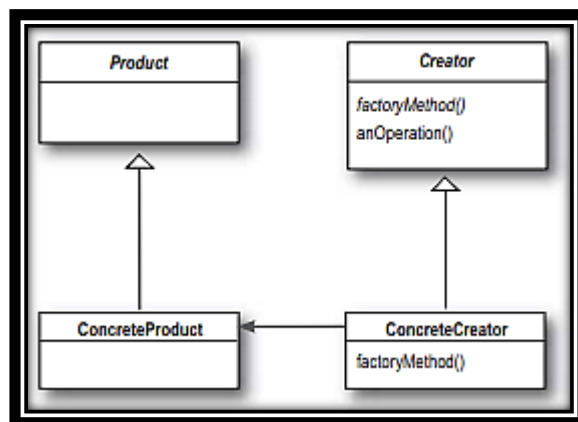 Product
Creator
factoryMethod()
anOperation()
ConcreteProduct
ConcreteCreator
factoryMethod()